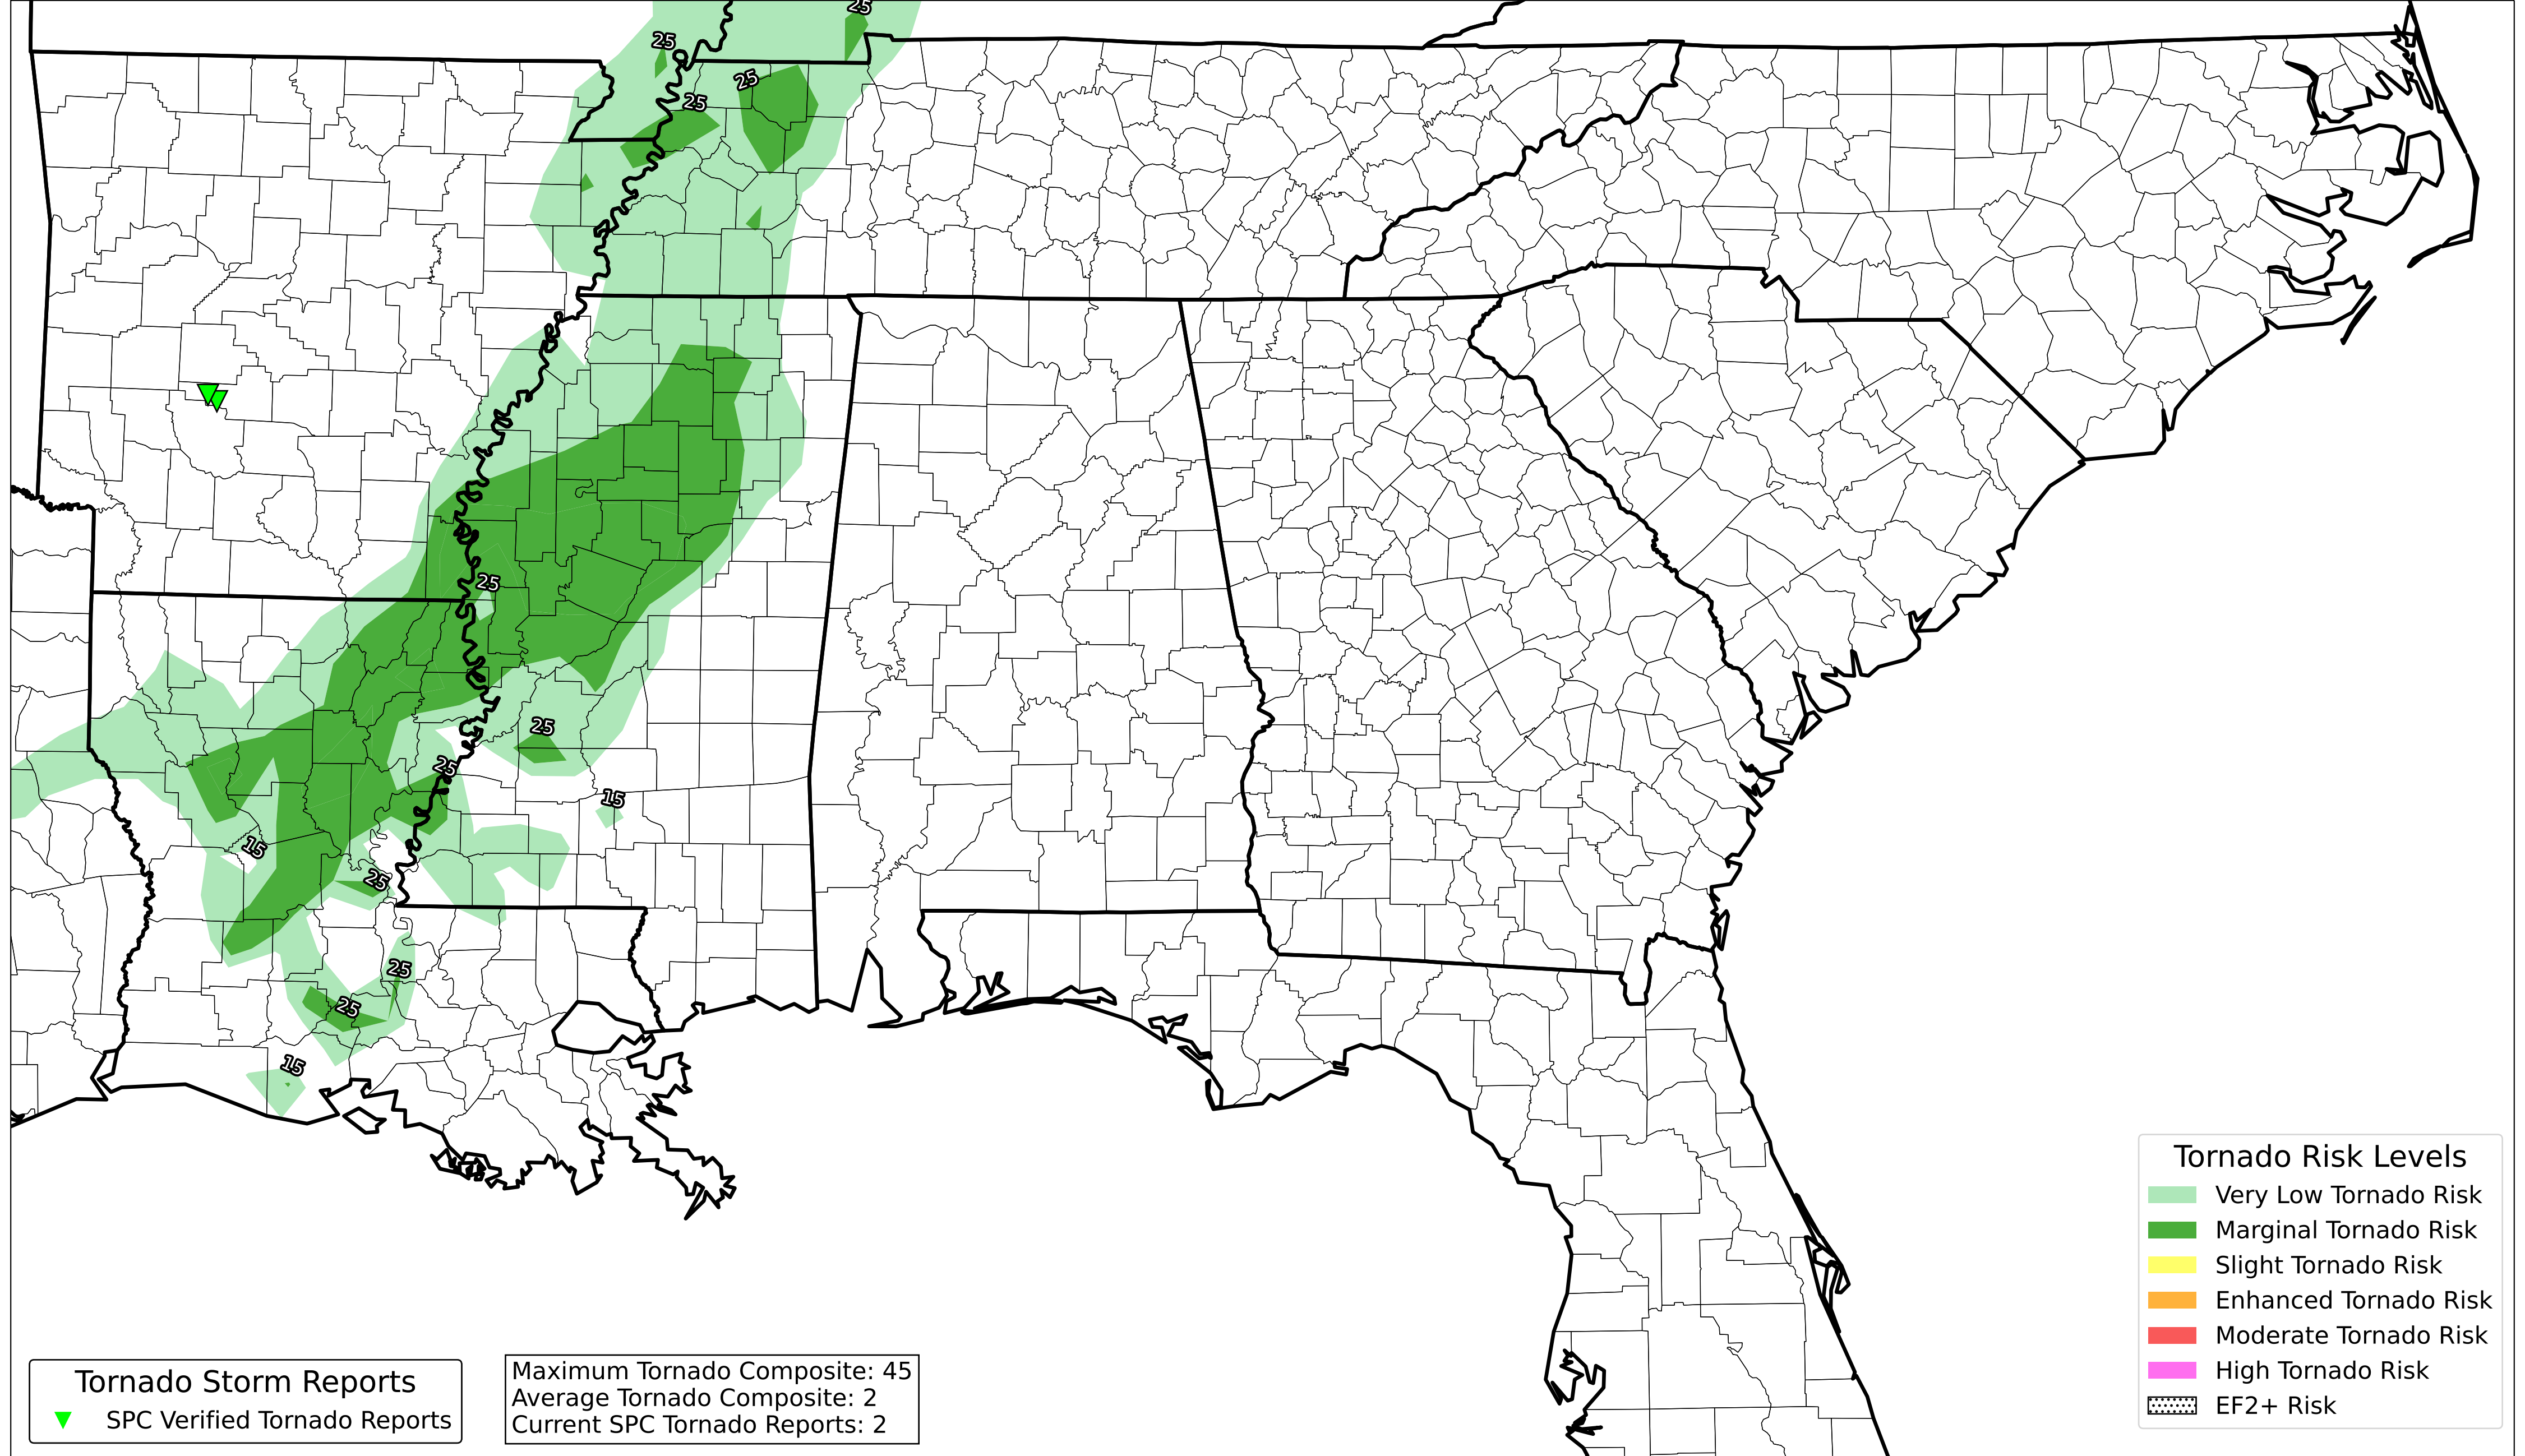 25
25
25
25
25
25
25
15
15
25
25
25
15
Tornado Risk Levels
Very Low Tornado Risk
Marginal Tornado Risk
Slight Tornado Risk
Enhanced Tornado Risk
Moderate Tornado Risk
High Tornado Risk
EF2+ Risk
Tornado Storm Reports
SPC Verified Tornado Reports
Maximum Tornado Composite: 45
Average Tornado Composite: 2
Current SPC Tornado Reports: 2